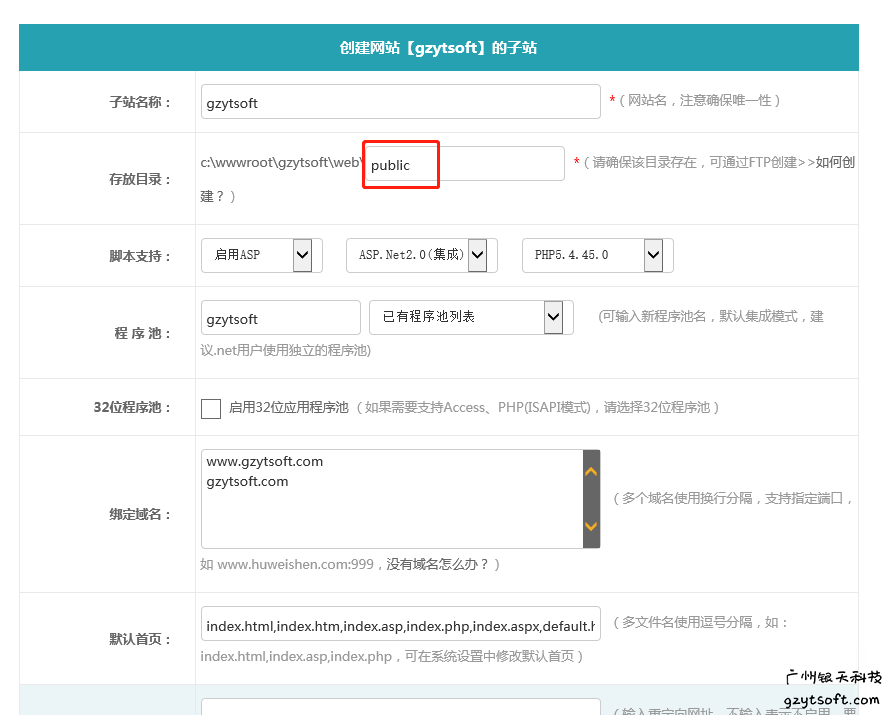 创建网站【gzytsoft】的子站
子站名称： gzytsoft *（网站名，注意确保唯一性）
存放目录： c:\wwwroot\gzytsoft\web\ public *（请确保该目录存在，可通过FTP创建>>如何创
建？）
脚本支持： 启用ASP ASP.Net2.0(集成) PHP5.4.45.0
程 序 池： gzytsoft 已有程序池列表 (可输入新程序池名，默认集成模式，建
议.net用户使用独立的程序池)
32位程序池： 启用32位应用程序池（如果需要支持Access、PHP(ISAPI模式)，请选择32位程序池）
www.gzytsoft.com
gzytsoft.com
绑定域名： （多个域名使用换行分隔，支持指定端口，
如 www.huweishen.com:999，没有域名怎么办？）
默认首页： index.html,index.htm,index.asp,index.php,index.aspx,default.h （多文件名使用逗号分隔，如：
index.html,index.asp,index.php，可在系统设置中修改默认首页）
广州银天科技
gzytsoft.com